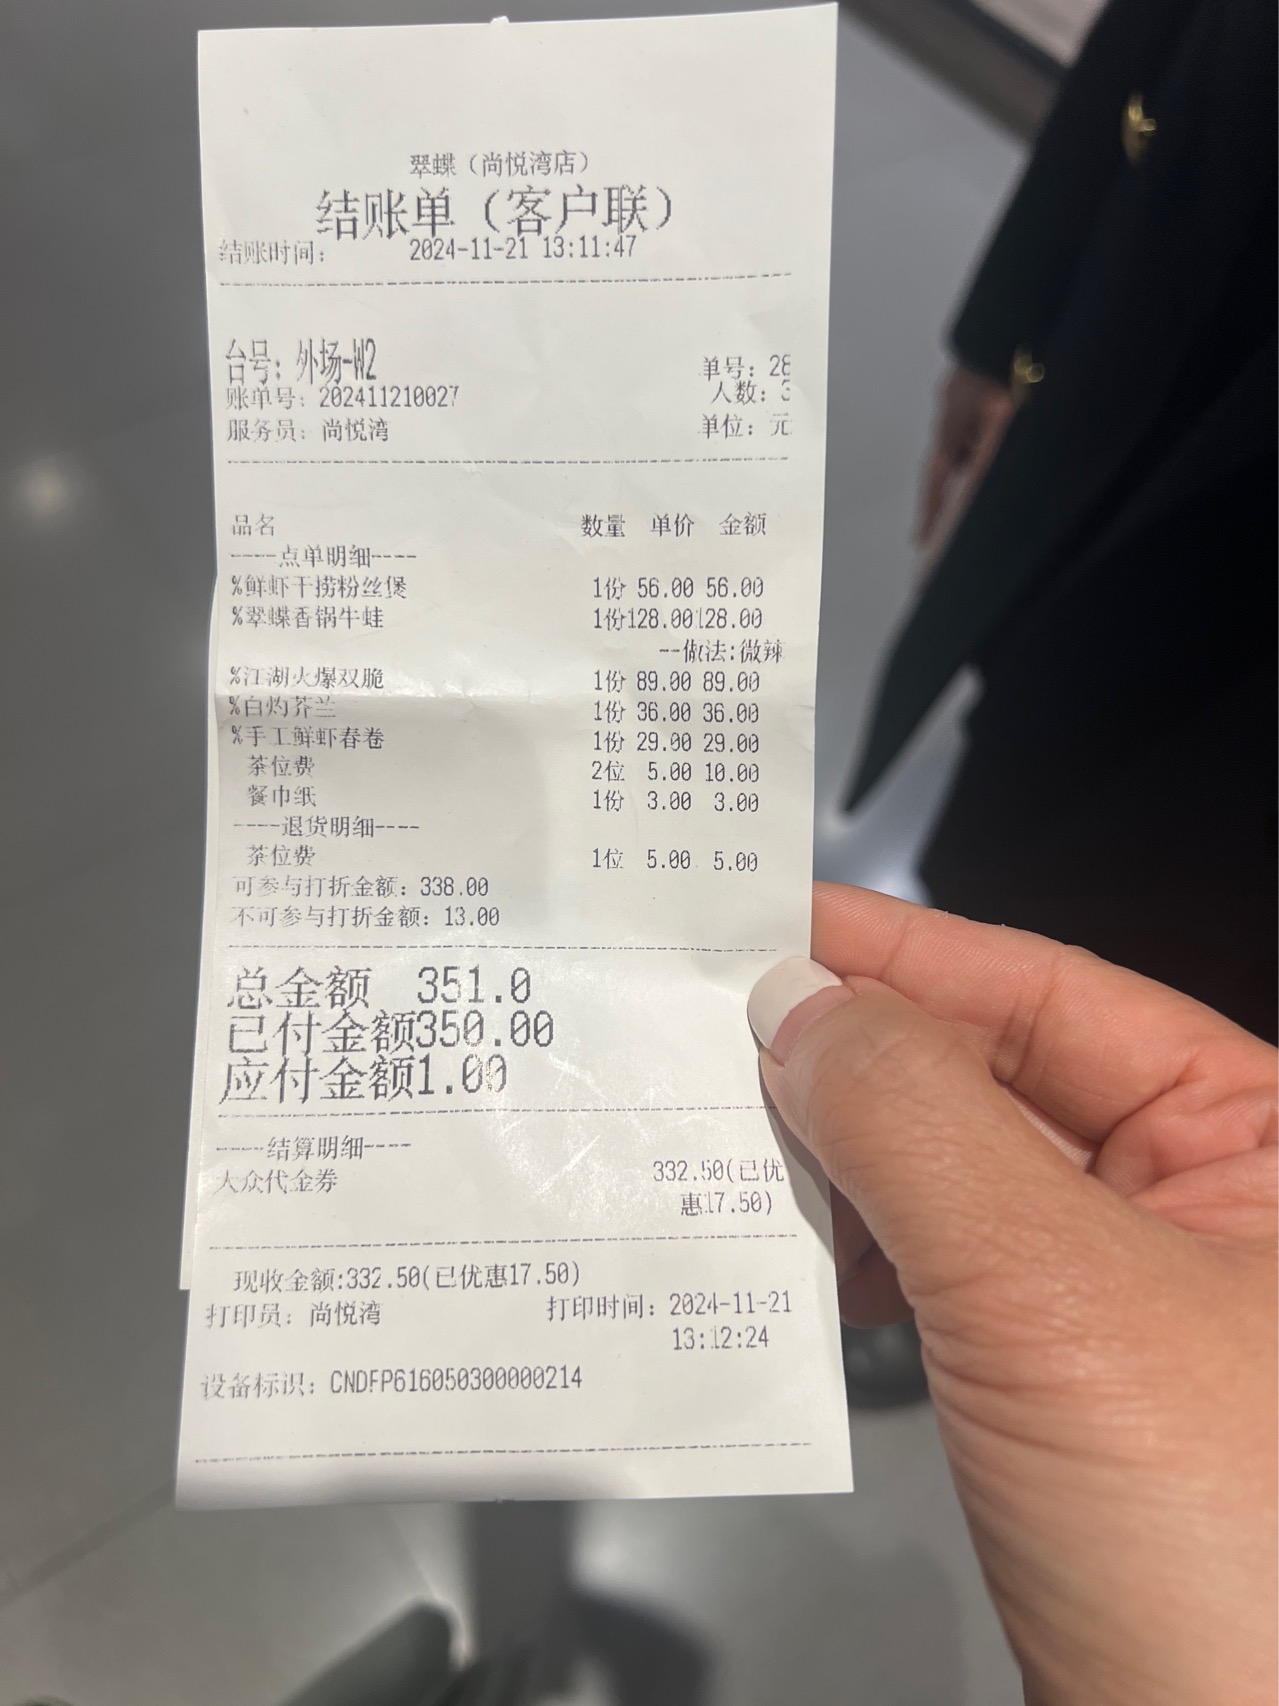 翠蝶（尚悦湾店）
结账单（客户联）
结账时间： 2024-11-21 13:11:47
台号：外场-W2 单号：28
账单号：202411210027 人数：3
服务员：尚悦湾 单位：元
品名 数量 单价 金额
----点单明细----
%鲜虾干捞粉丝煲 1份 56.00 56.00
%翠蝶香锅牛蛙 1份128.00128.00
--做法:微辣
%江湖火爆双脆 1份 89.00 89.00
%白灼芥兰 1份 36.00 36.00
%手工鲜虾春卷 1份 29.00 29.00
茶位费 2位 5.00 10.00
餐巾纸 1份 3.00 3.00
----退货明细----
茶位费 1位 5.00 5.00
可参与打折金额：338.00
不可参与打折金额：13.00
总金额 351.0
已付金额350.00
应付金额1.00
----结算明细----
大众代金券 332.50(已优
惠17.50)
现收金额:332.50(已优惠17.50)
打印员：尚悦湾 打印时间：2024-11-21
13:12:24
设备标识：CNDFP616050300000214